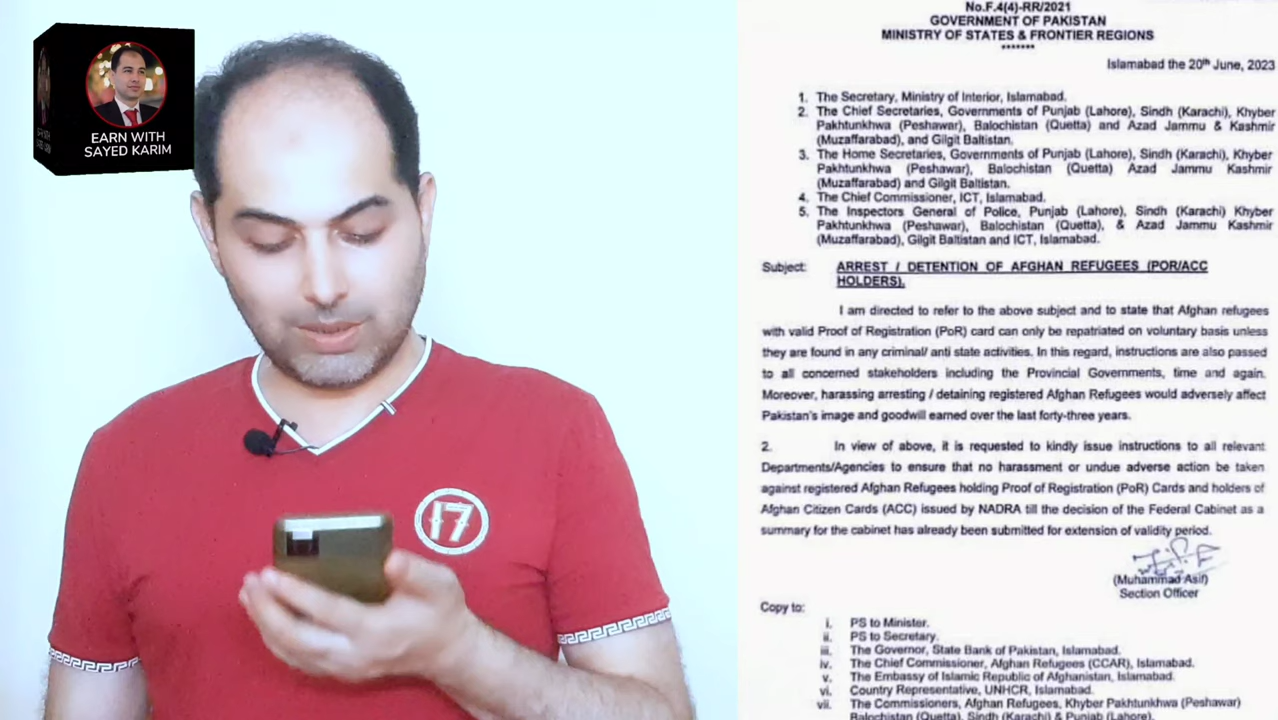 EARN WITH
SAYED KARIM
17
No.F.4(4)-RR/2021
GOVERNMENT OF PAKISTAN
MINISTRY OF STATES & FRONTIER REGIONS
*******
Islamabad the 20th June, 2023
1. The Secretary, Ministry of Interior, Islamabad.
2. The Chief Secretaries, Governments of Punjab (Lahore), Sindh (Karachi), Khyber
Pakhtunkhwa (Peshawar), Balochistan (Quetta) and Azad Jammu & Kashmir
(Muzaffarabad), and Gilgit Baltistan.
3. The Home Secretaries, Governments of Punjab (Lahore), Sindh (Karachi), Khyber
Pakhtunkhwa (Peshawar), Balochistan (Quetta) Azad Jammu Kashmir
(Muzaffarabad) and Gilgit Baltistan.
4. The Chief Commissioner, ICT, Islamabad.
5. The Inspectors General of Police, Punjab (Lahore), Sindh (Karachi) Khyber
Pakhtunkhwa (Peshawar), Balochistan (Quetta), & Azad Jammu Kashmir
(Muzaffarabad), Gilgit Baltistan and ICT, Islamabad.
Subject: ARREST / DETENTION OF AFGHAN REFUGEES (POR/ACC
HOLDERS).
I am directed to refer to the above subject and to state that Afghan refugees
with valid Proof of Registration (PoR) card can only be repatriated on voluntary basis unless
they are found in any criminal/ anti state activities. In this regard, instructions are also passed
to all concerned stakeholders including the Provincial Governments, time and again.
Moreover, harassing arresting / detaining registered Afghan Refugees would adversely affect
Pakistan's image and goodwill earned over the last forty-three years.
2. In view of above, it is requested to kindly issue instructions to all relevant
Departments/Agencies to ensure that no harassment or undue adverse action be taken
against registered Afghan Refugees holding Proof of Registration (PoR) Cards and holders of
Afghan Citizen Cards (ACC) issued by NADRA till the decision of the Federal Cabinet as a
summary for the cabinet has already been submitted for extension of validity period.
(Muhammad Asif)
Section Officer
Copy to:
i. PS to Minister.
ii. PS to Secretary.
iii. The Governor, State Bank of Pakistan, Islamabad.
iv. The Chief Commissioner, Afghan Refugees (CCAR), Islamabad.
v. The Embassy of Islamic Republic of Afghanistan, Islamabad.
vi. Country Representative, UNHCR, Islamabad.
vii. The Commissioners, Afghan Refugees, Khyber Pakhtunkhwa (Peshawar)
Balochistan (Quetta), Sindh (Karachi) & Punjab (Lahore).